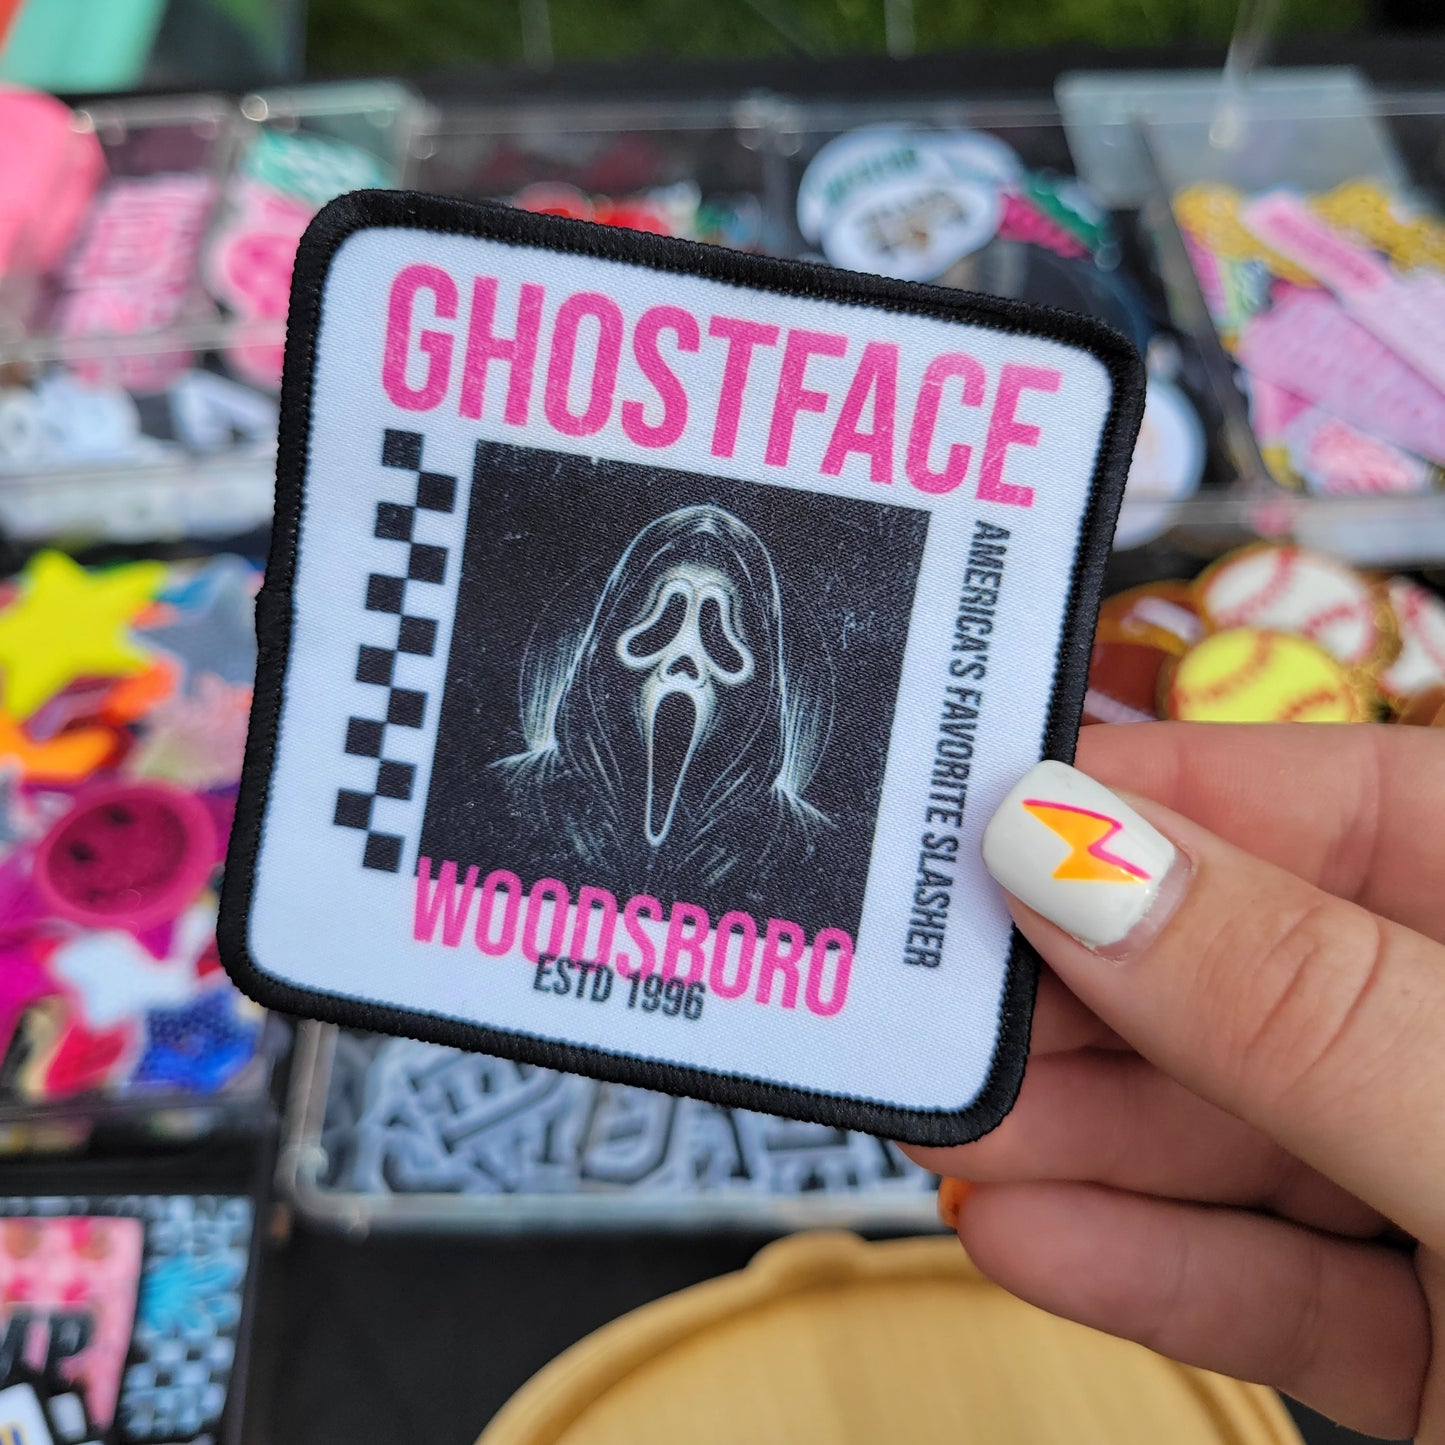 GHOSTFACE
AMERICA'S FAVORITE SLASHER
WOODSBORO
ESTD 1996